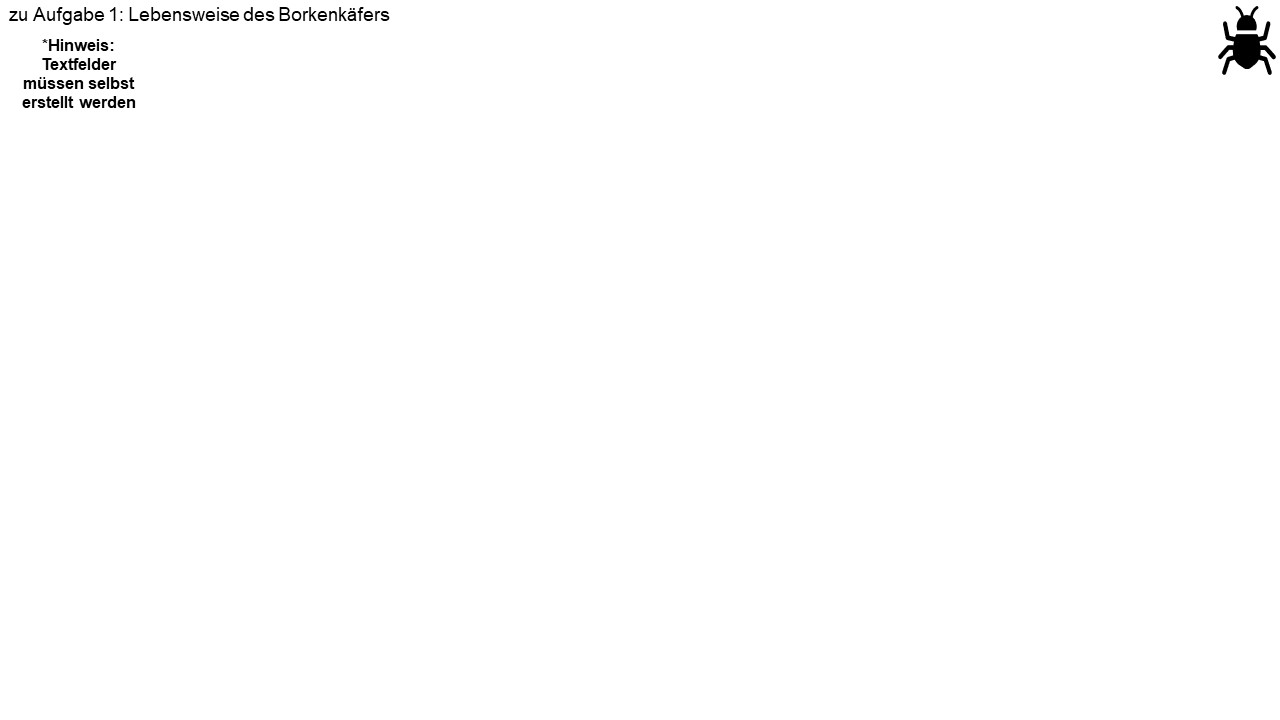 zu Aufgabe 1: Lebensweise des Borkenkäfers
*Hinweis:
Textfelder
müssen selbst
erstellt werden